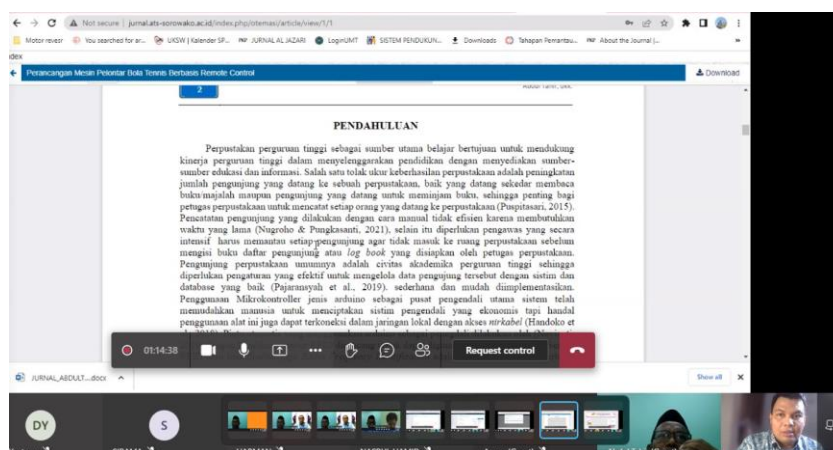 Not secure | jurnal.ats-sorowako.ac.id/index.php/otemasi/article/view/1/1
Motor revesr You searched for ar... UKSW | Kalender SP... JURNAL AL JAZARI LoginUMT SISTEM PENDUKUN... Downloads Tahapan Pemantau... About the Journal |... »
dex
Perancangan Mesin Pelontar Bola Tennis Berbasis Remote Control Download
2
PENDAHULUAN
Perpustakan perguruan tinggi sebagai sumber utama belajar bertujuan untuk mendukung
kinerja perguruan tinggi dalam menyelenggarakan pendidikan dengan menyediakan sumber-
sumber edukasi dan informasi. Salah satu tolak ukur keberhasilan perpustakaan adalah peningkatan
jumlah pengunjung yang datang ke sebuah perpustakaan, baik yang datang sekedar membaca
buku/majalah maupun pengunjung yang datang untuk meminjam buku, sehingga penting bagi
petugas perpustakaan untuk mencatat setiap orang yang datang ke perpustakaan (Puspitasari, 2015).
Pencatatan pengunjung yang dilakukan dengan cara manual tidak efisien karena membutuhkan
waktu yang lama (Nugroho & Pungkasanti, 2021), selain itu diperlukan pengawas yang secara
intensif harus memantau setiap pengunjung agar tidak masuk ke ruang perpustakaan sebelum
mengisi buku daftar pengunjung atau log book yang disiapkan oleh petugas perpustakaan.
Pengunjung perpustakaan umumnya adalah civitas akademika perguruan tinggi sehingga
diperlukan pengaturan yang efektif untuk mengelola data pengujung tersebut dengan sistim dan
database yang baik (Pajaransyah et al., 2019). sederhana dan mudah diimplementasikan.
Penggunaan Mikrokontroller jenis arduino sebagai pusat pengendali utama sistem telah
memudahkan manusia untuk menciptakan sistim pengendali yang ekonomis tapi handal
penggunaan alat ini juga dapat terkoneksi dalam jaringan lokal dengan akses nirkabel (Handoko et
01:14:38 Request control
JURNAL_ABDULT....docx Show all
DY S